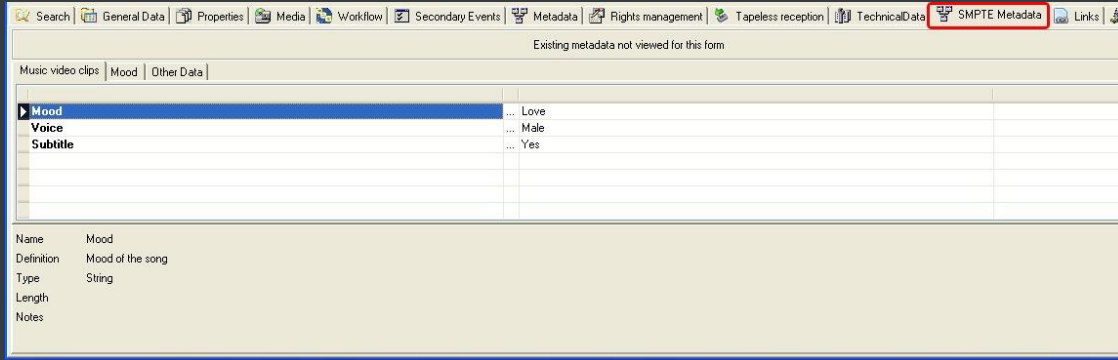 Search General Data Properties Media Workflow Secondary Events Metadata Rights management Tapeless reception TechnicalData SMPTE Metadata Links
Existing metadata not viewed for this form
Music video clips Mood Other Data
Mood ... Love
Voice ... Male
Subtitle ... Yes
Name Mood
Definition Mood of the song
Type String
Length
Notes